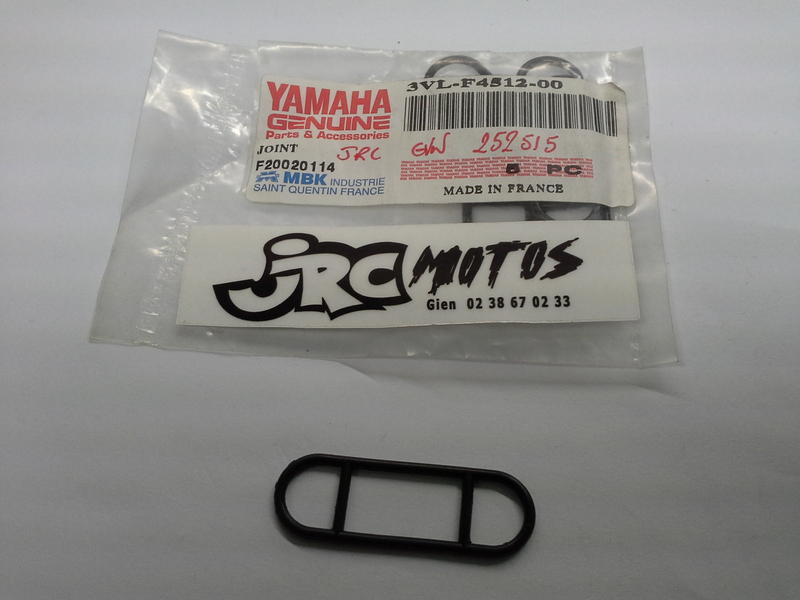 3VL-F4512-00
YAMAHA
GENUINE
Parts & Accessories
JOINT
JRC
F20020114
MBK INDUSTRIE
SAINT QUENTIN FRANCE
252515
5 PC
MADE IN FRANCE
JRC MOTOS
Gien 02 38 67 02 33